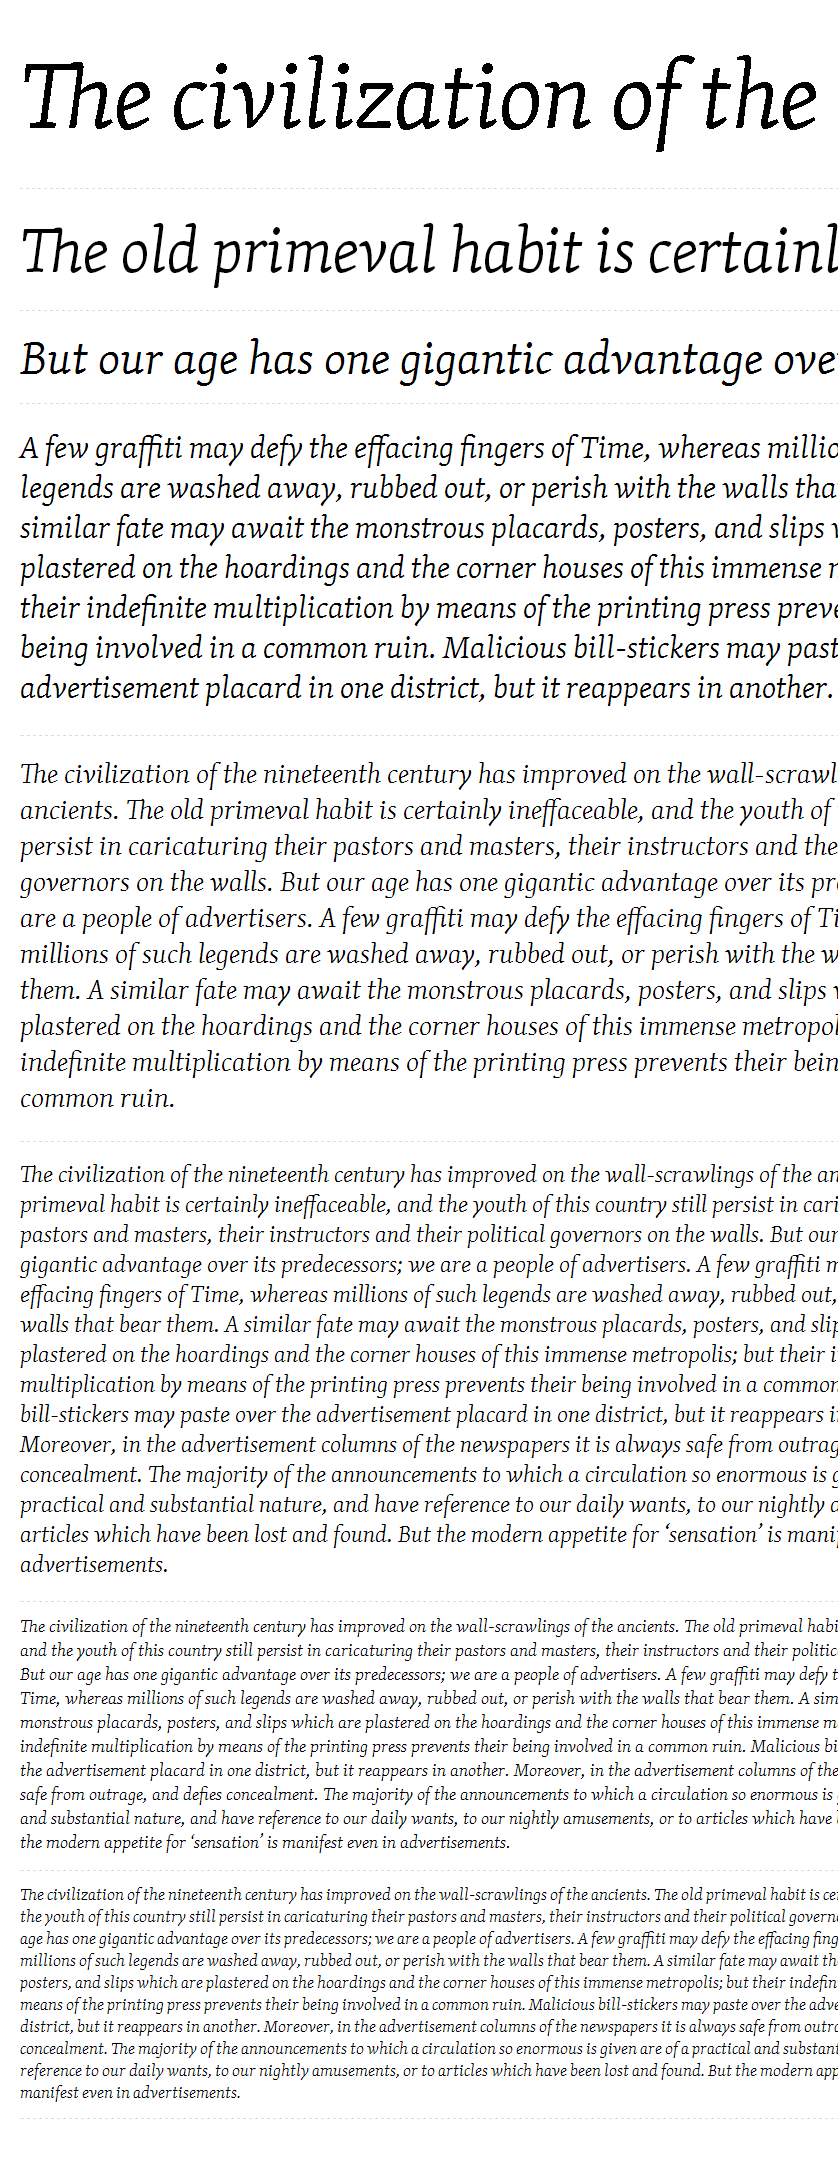 The civilization of the
The old primeval habit is
But our age has one gigantic advantage
A few graffiti may defy the effacing fingers of Time, whereas
legends are washed away, rubbed out, or perish with the walls
similar fate may await the monstrous placards, posters, and slips
plastered on the hoardings and the corner houses of this immense
their indefinite multiplication by means of the printing press
being involved in a common ruin. Malicious bill-stickers may
advertisement placard in one district, but it reappears in another.
The civilization of the nineteenth century has improved on the
ancients. The old primeval habit is certainly ineffaceable, and the youth of
persist in caricaturing their pastors and masters, their instructors and
governors on the walls. But our age has one gigantic advantage over its
are a people of advertisers. A few graffiti may defy the effacing fingers of
millions of such legends are washed away, rubbed out, or perish with the
them. A similar fate may await the monstrous placards, posters, and slips
plastered on the hoardings and the corner houses of this immense
indefinite multiplication by means of the printing press prevents their
common ruin.
The civilization of the nineteenth century has improved on the wall-scrawlings of the
primeval habit is certainly ineffaceable, and the youth of this country still persist in
pastors and masters, their instructors and their political governors on the walls. But our
gigantic advantage over its predecessors; we are a people of advertisers. A few graffiti
effacing fingers of Time, whereas millions of such legends are washed away, rubbed out,
walls that bear them. A similar fate may await the monstrous placards, posters, and
plastered on the hoardings and the corner houses of this immense metropolis; but their
multiplication by means of the printing press prevents their being involved in a common
bill-stickers may paste over the advertisement placard in one district, but it reappears
Moreover, in the advertisement columns of the newspapers it is always safe from
concealment. The majority of the announcements to which a circulation so enormous is
practical and substantial nature, and have reference to our daily wants, to our nightly
articles which have been lost and found. But the modern appetite for ‘sensation’ is
advertisements.
The civilization of the nineteenth century has improved on the wall-scrawlings of the ancients. The old primeval
and the youth of this country still persist in caricaturing their pastors and masters, their instructors and their
But our age has one gigantic advantage over its predecessors; we are a people of advertisers. A few graffiti may defy
Time, whereas millions of such legends are washed away, rubbed out, or perish with the walls that bear them. A
monstrous placards, posters, and slips which are plastered on the hoardings and the corner houses of this immense
indefinite multiplication by means of the printing press prevents their being involved in a common ruin. Malicious
the advertisement placard in one district, but it reappears in another. Moreover, in the advertisement columns of the
safe from outrage, and defies concealment. The majority of the announcements to which a circulation so enormous is
and substantial nature, and have reference to our daily wants, to our nightly amusements, or to articles which have
the modern appetite for ‘sensation’ is manifest even in advertisements.
The civilization of the nineteenth century has improved on the wall-scrawlings of the ancients. The old primeval habit is
the youth of this country still persist in caricaturing their pastors and masters, their instructors and their political
age has one gigantic advantage over its predecessors; we are a people of advertisers. A few graffiti may defy the effacing
millions of such legends are washed away, rubbed out, or perish with the walls that bear them. A similar fate may await
posters, and slips which are plastered on the hoardings and the corner houses of this immense metropolis; but their
means of the printing press prevents their being involved in a common ruin. Malicious bill-stickers may paste over the
district, but it reappears in another. Moreover, in the advertisement columns of the newspapers it is always safe from
concealment. The majority of the announcements to which a circulation so enormous is given are of a practical and
reference to our daily wants, to our nightly amusements, or to articles which have been lost and found. But the modern
manifest even in advertisements.